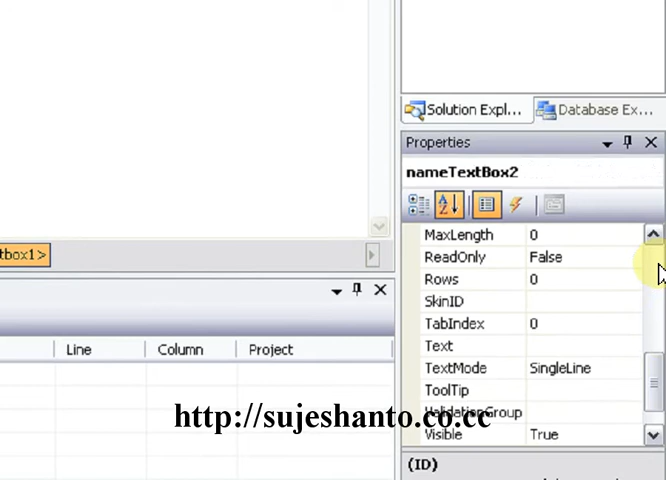 Solution Expl...
Database Ex...
Properties
nameTextBox2
MaxLength 0
ReadOnly False
Rows 0
SkinID
TabIndex 0
Text
TextMode SingleLine
ToolTip
ValidationGroup
Visible True
(ID)
tbox1>
Line Column Project
http://sujeshanto.co.cc